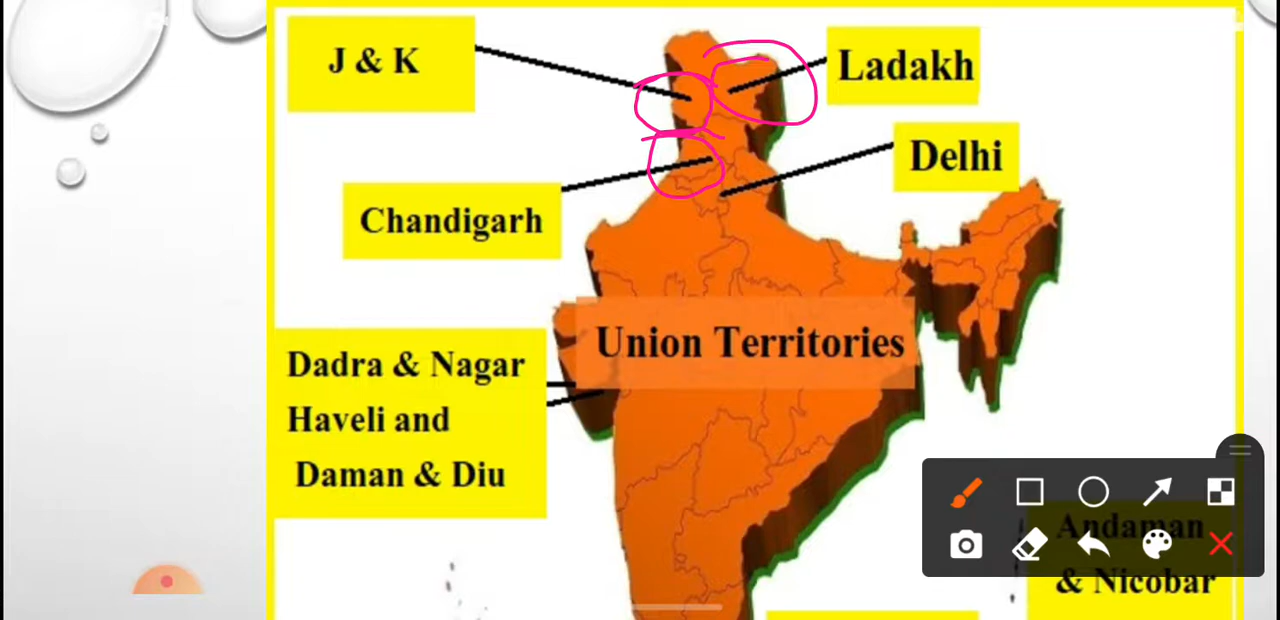 J & K
Ladakh
Delhi
Chandigarh
Union Territories
Dadra & Nagar
Haveli and
Daman & Diu
Andaman
& Nicobar